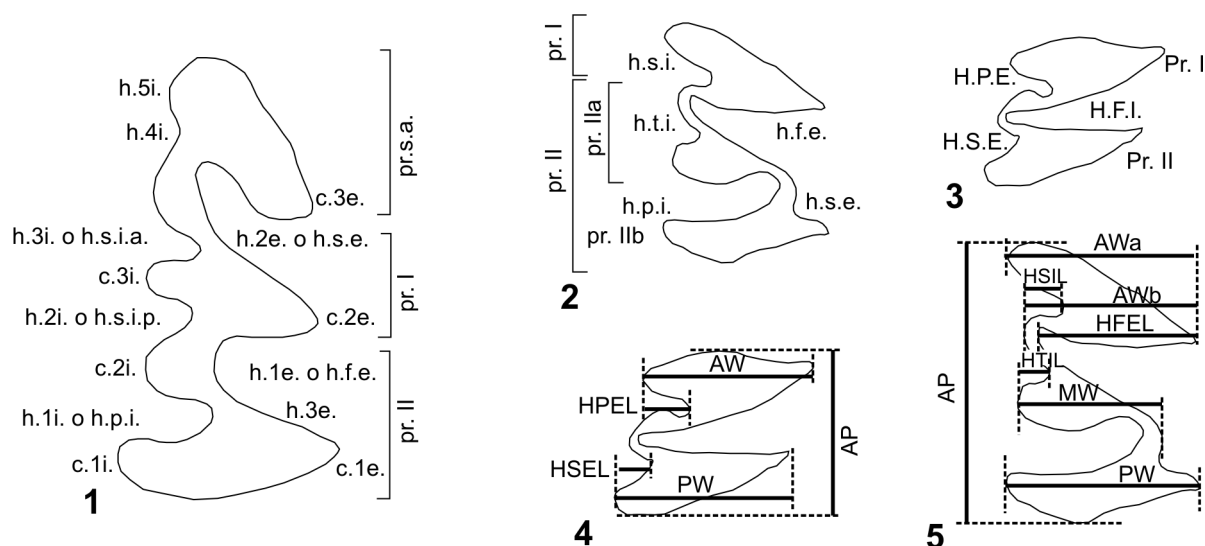 h.5i.
h.4i.
c.3e.
pr.s.a.
h.3i. o h.s.i.a.
h.2e. o h.s.e.
c.3i.
h.2i. o h.s.i.p.
c.2e.
pr. I
c.2i.
h.1e. o h.f.e.
h.1i. o h.p.i.
h.3e.
c.1i.
c.1e.
pr. II
1
pr. I
h.s.i.
pr. II
pr. IIa
h.t.i.
h.f.e.
h.p.i.
h.s.e.
pr. IIb
2
H.P.E.
Pr. I
H.F.I.
H.S.E.
Pr. II
3
AW
HPEL
AP
HSEL
PW
4
AWa
HSIL
AWb
HFEL
HTIL
AP
MW
PW
5